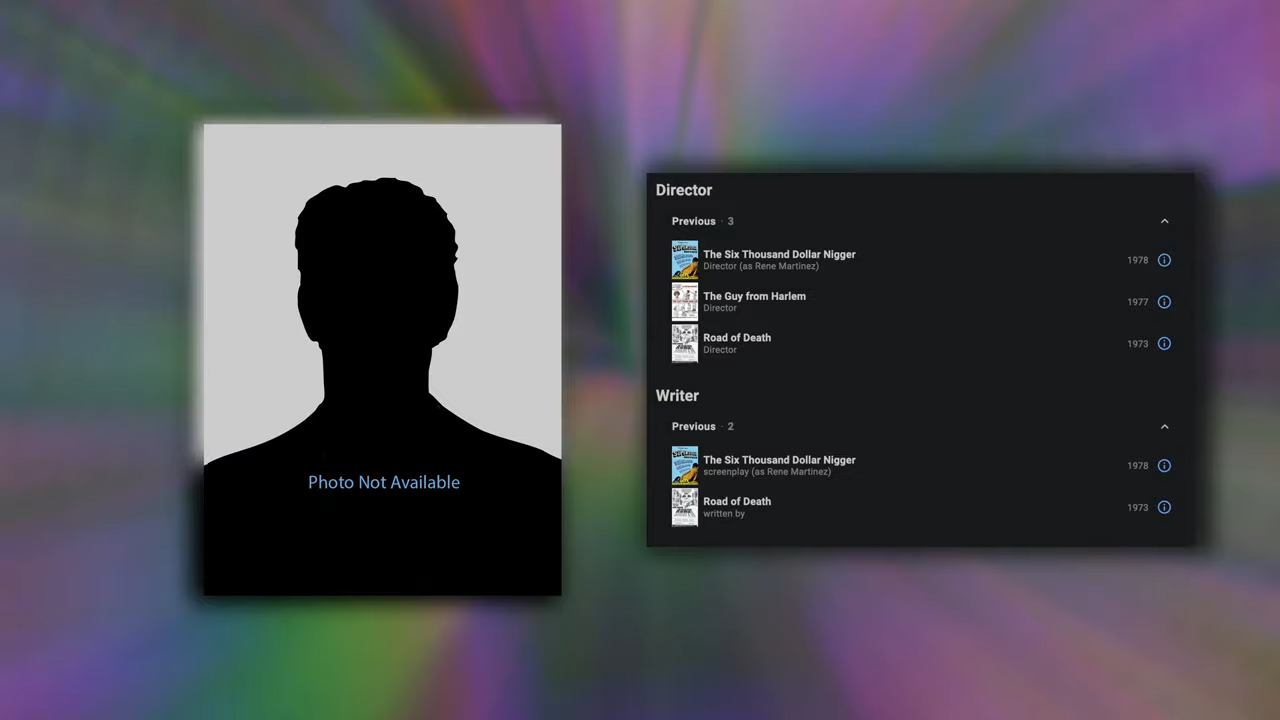 Photo Not Available
Director
Previous · 3
The Six Thousand Dollar Nigger
Director (as Rene Martinez)
1978
The Guy from Harlem
Director
1977
Road of Death
Director
1973
Writer
Previous · 2
The Six Thousand Dollar Nigger
screenplay (as Rene Martinez)
1978
Road of Death
written by
1973